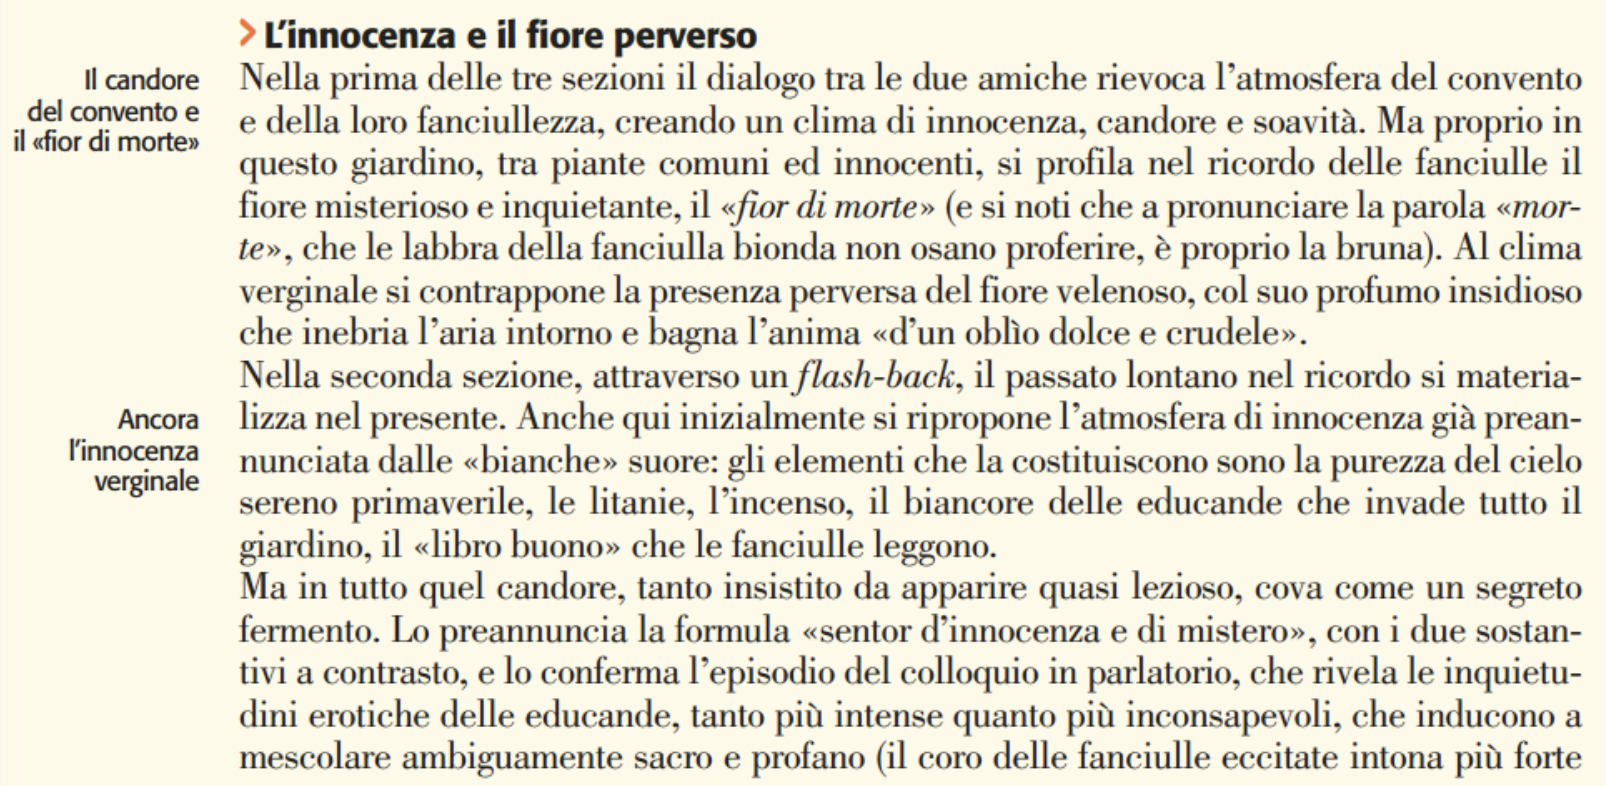 > L'innocenza e il fiore perverso
Il candore
del convento e
il «fior di morte»
Nella prima delle tre sezioni il dialogo tra le due amiche rievoca l'atmosfera del convento
e della loro fanciullezza, creando un clima di innocenza, candore e soavità. Ma proprio in
questo giardino, tra piante comuni ed innocenti, si profila nel ricordo delle fanciulle il
fiore misterioso e inquietante, il «fior di morte» (e si noti che a pronunciare la parola «mor-
te», che le labbra della fanciulla bionda non osano proferire, è proprio la bruna). Al clima
verginale si contrappone la presenza perversa del fiore velenoso, col suo profumo insidioso
che inebria l'aria intorno e bagna l'anima «d'un oblìo dolce e crudele».
Nella seconda sezione, attraverso un flash-back, il passato lontano nel ricordo si materia-
Ancora
l'innocenza
verginale
lizza nel presente. Anche qui inizialmente si ripropone l'atmosfera di innocenza già prean-
nunciata dalle «bianche» suore: gli elementi che la costituiscono sono la purezza del cielo
sereno primaverile, le litanie, l'incenso, il biancore delle educande che invade tutto il
giardino, il «libro buono» che le fanciulle leggono.
Ma in tutto quel candore, tanto insistito da apparire quasi lezioso, cova come un segreto
fermento. Lo preannuncia la formula «sentor d'innocenza e di mistero», con i due sostan-
tivi a contrasto, e lo conferma l'episodio del colloquio in parlatorio, che rivela le inquietu-
dini erotiche delle educande, tanto più intense quanto più inconsapevoli, che inducono a
mescolare ambiguamente sacro e profano (il coro delle fanciulle eccitate intona più forte